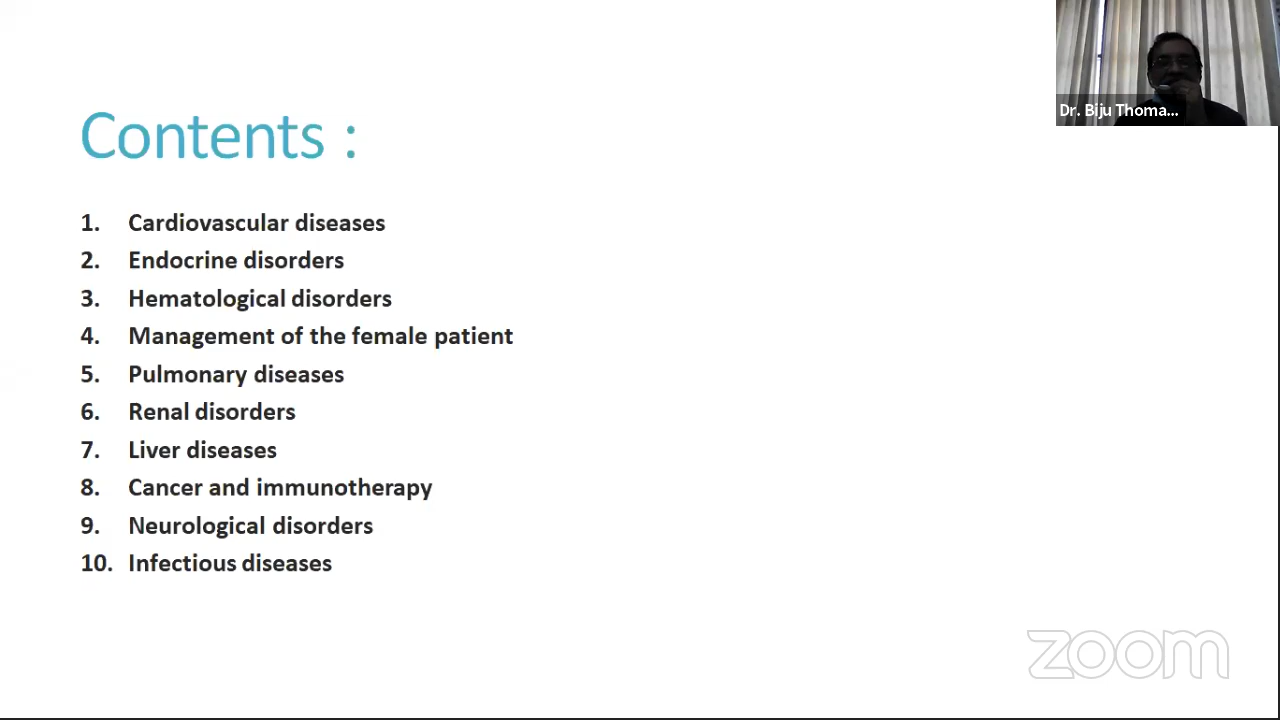 Dr. Biju Thoma...
Contents :
1. Cardiovascular diseases
2. Endocrine disorders
3. Hematological disorders
4. Management of the female patient
5. Pulmonary diseases
6. Renal disorders
7. Liver diseases
8. Cancer and immunotherapy
9. Neurological disorders
10. Infectious diseases
zoom